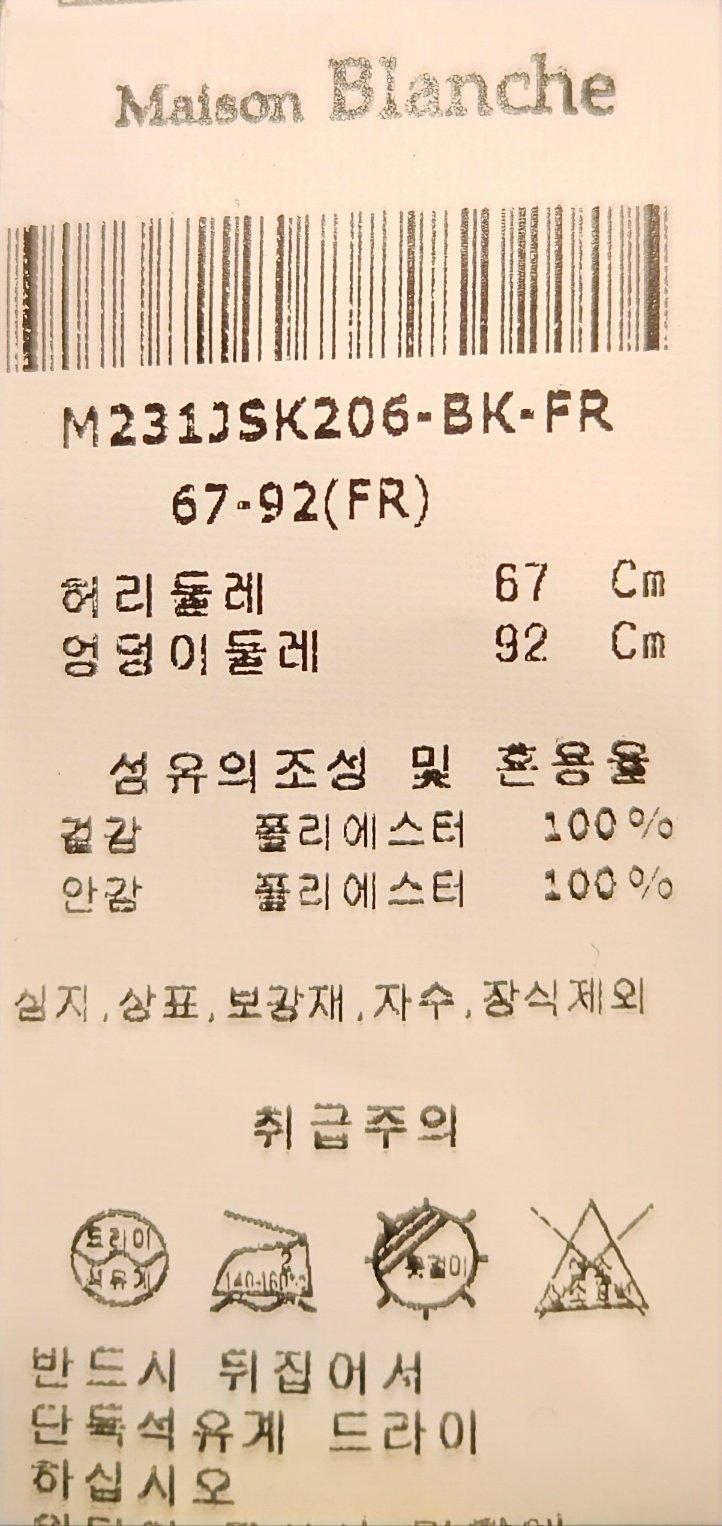 Maison Blanche
M231JSK206-BK-FR
67-92(FR)
허리둘레 67 Cm
엉덩이둘레 92 Cm
섬유의조성 및 혼용율
겉감 폴리에스터 100%
안감 폴리에스터 100%
심지,상표,보강재,자수,장식제외
취급주의
드라이 2 옷걸이
석유계 140-160℃
반드시 뒤집어서
단독석유계 드라이
하십시오